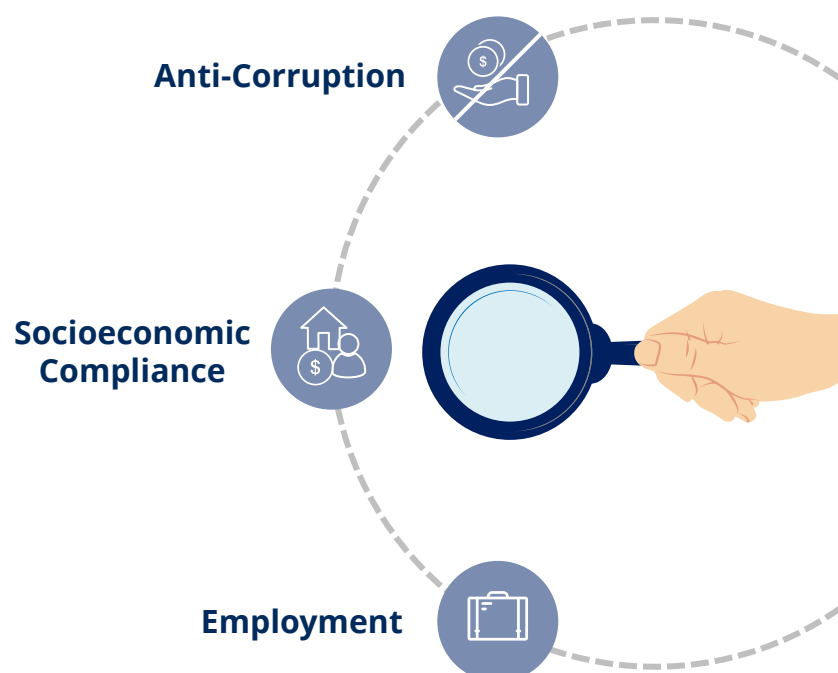 Anti-Corruption
$
Socioeconomic
Compliance
$
Employment